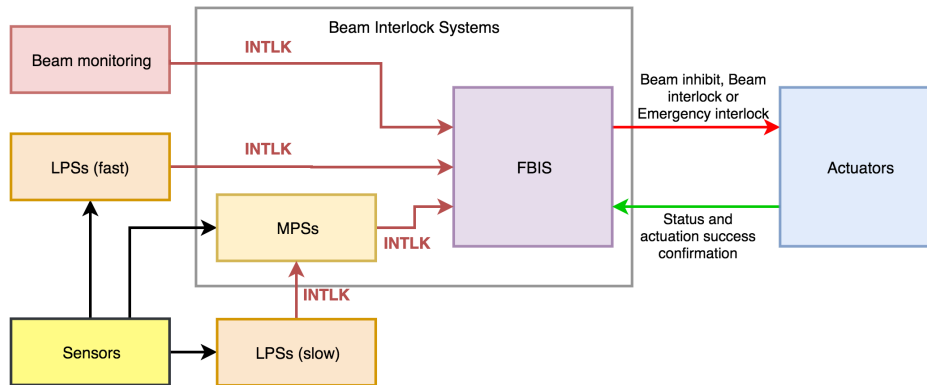 Beam Interlock Systems
Beam monitoring
INTLK
Beam inhibit, Beam
interlock or
Emergency interlock
LPSs (fast)
INTLK
FBIS
Actuators
MPSs
INTLK
Status and
actuation success
confirmation
INTLK
Sensors
LPSs (slow)